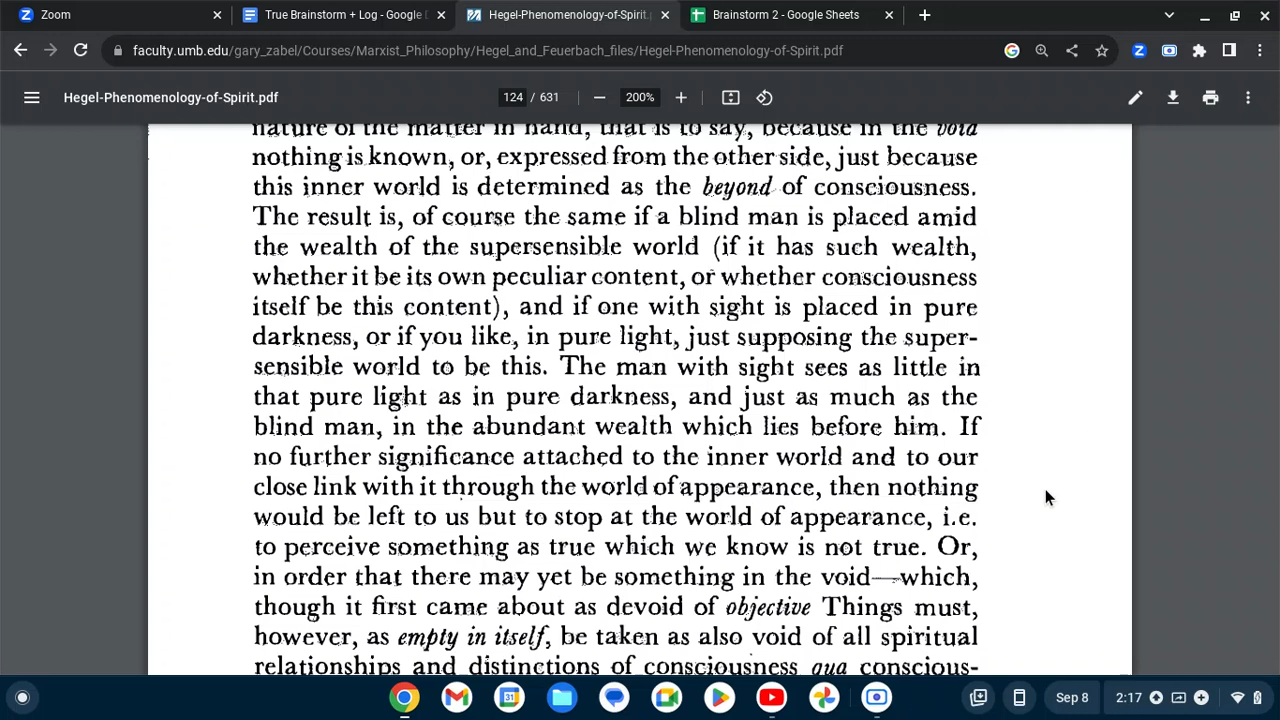 Zoom
True Brainstorm + Log - Google D
Hegel-Phenomenology-of-Spirit.p
Brainstorm 2 - Google Sheets
faculty.umb.edu/gary_zabel/Courses/Marxist_Philosophy/Hegel_and_Feuerbach_files/Hegel-Phenomenology-of-Spirit.pdf
Hegel-Phenomenology-of-Spirit.pdf
124 / 631
200%
nature of the matter in hand, that is to say, because in the void
nothing is known, or, expressed from the other side, just because
this inner world is determined as the beyond of consciousness.
The result is, of course the same if a blind man is placed amid
the wealth of the supersensible world (if it has such wealth,
whether it be its own peculiar content, or whether consciousness
itself be this content), and if one with sight is placed in pure
darkness, or if you like, in pure light, just supposing the super-
sensible world to be this. The man with sight sees as little in
that pure light as in pure darkness, and just as much as the
blind man, in the abundant wealth which lies before him. If
no further significance attached to the inner world and to our
close link with it through the world of appearance, then nothing
would be left to us but to stop at the world of appearance, i.e.
to perceive something as true which we know is not true. Or,
in order that there may yet be something in the void—which,
though it first came about as devoid of objective Things must,
however, as empty in itself, be taken as also void of all spiritual
relationships and distinctions of consciousness qua conscious-
31
Sep 8
2:17